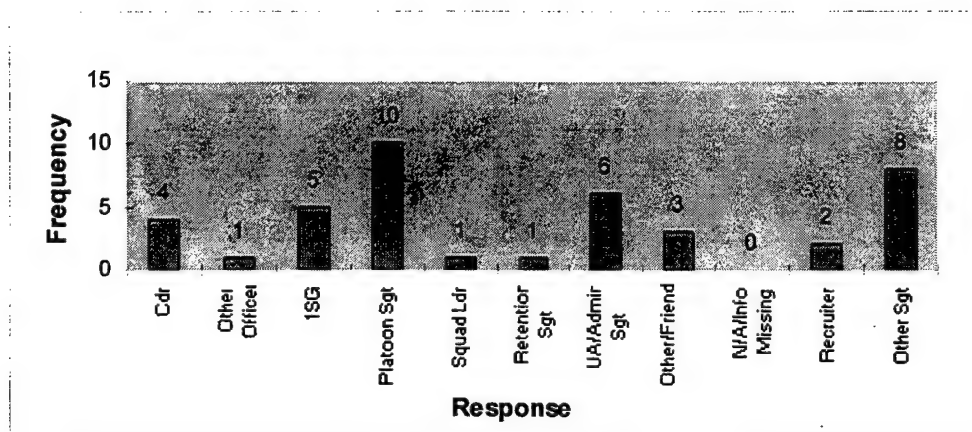 15
10
5
0
Frequency
4
1
5
10
1
1
6
3
0
2
8
Cdr
Other
Officer
1SG
Platoon Sgt
Squad Ldr
Retention
Sgt
UA/Admin
Sgt
Other/Friend
N/A/Info
Missing
Recruiter
Other Sgt
Response